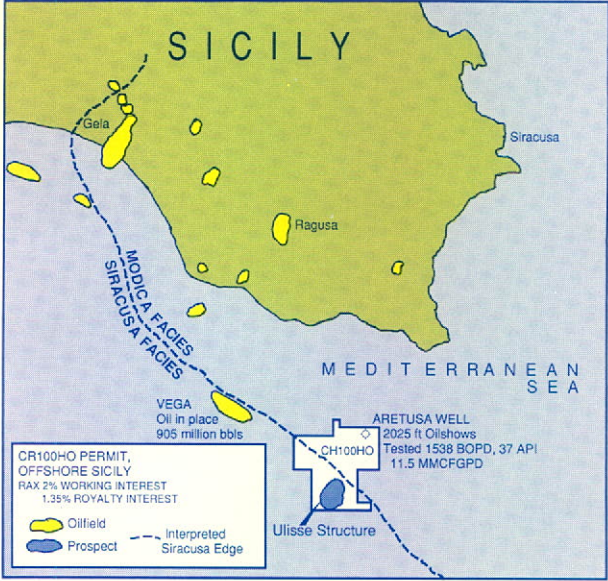 SICILY
Gela
Siracusa
Ragusa
MODICA FACIES
SIRACUSA FACIES
MEDITERRANEAN
SEA
VEGA
Oil in place
905 million bbls
ARETUSA WELL
2025 ft Oilshows
Tested 1538 BOPD, 37 API
11.5 MMCFGPD
CH100HO
Ulisse Structure
CR100HO PERMIT,
OFFSHORE SICILY
RAX 2% WORKING INTEREST
1.35% ROYALTY INTEREST
Oilfield
Prospect
Interpreted
Siracusa Edge